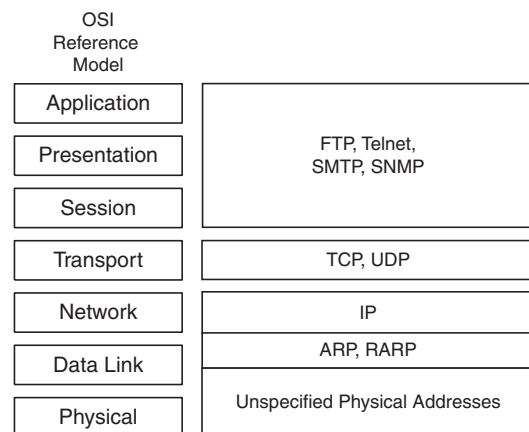 OSI
Reference
Model
Application
Presentation
Session
Transport
Network
Data Link
Physical
FTP, Telnet,
SMTP, SNMP
TCP, UDP
IP
ARP, RARP
Unspecified Physical Addresses